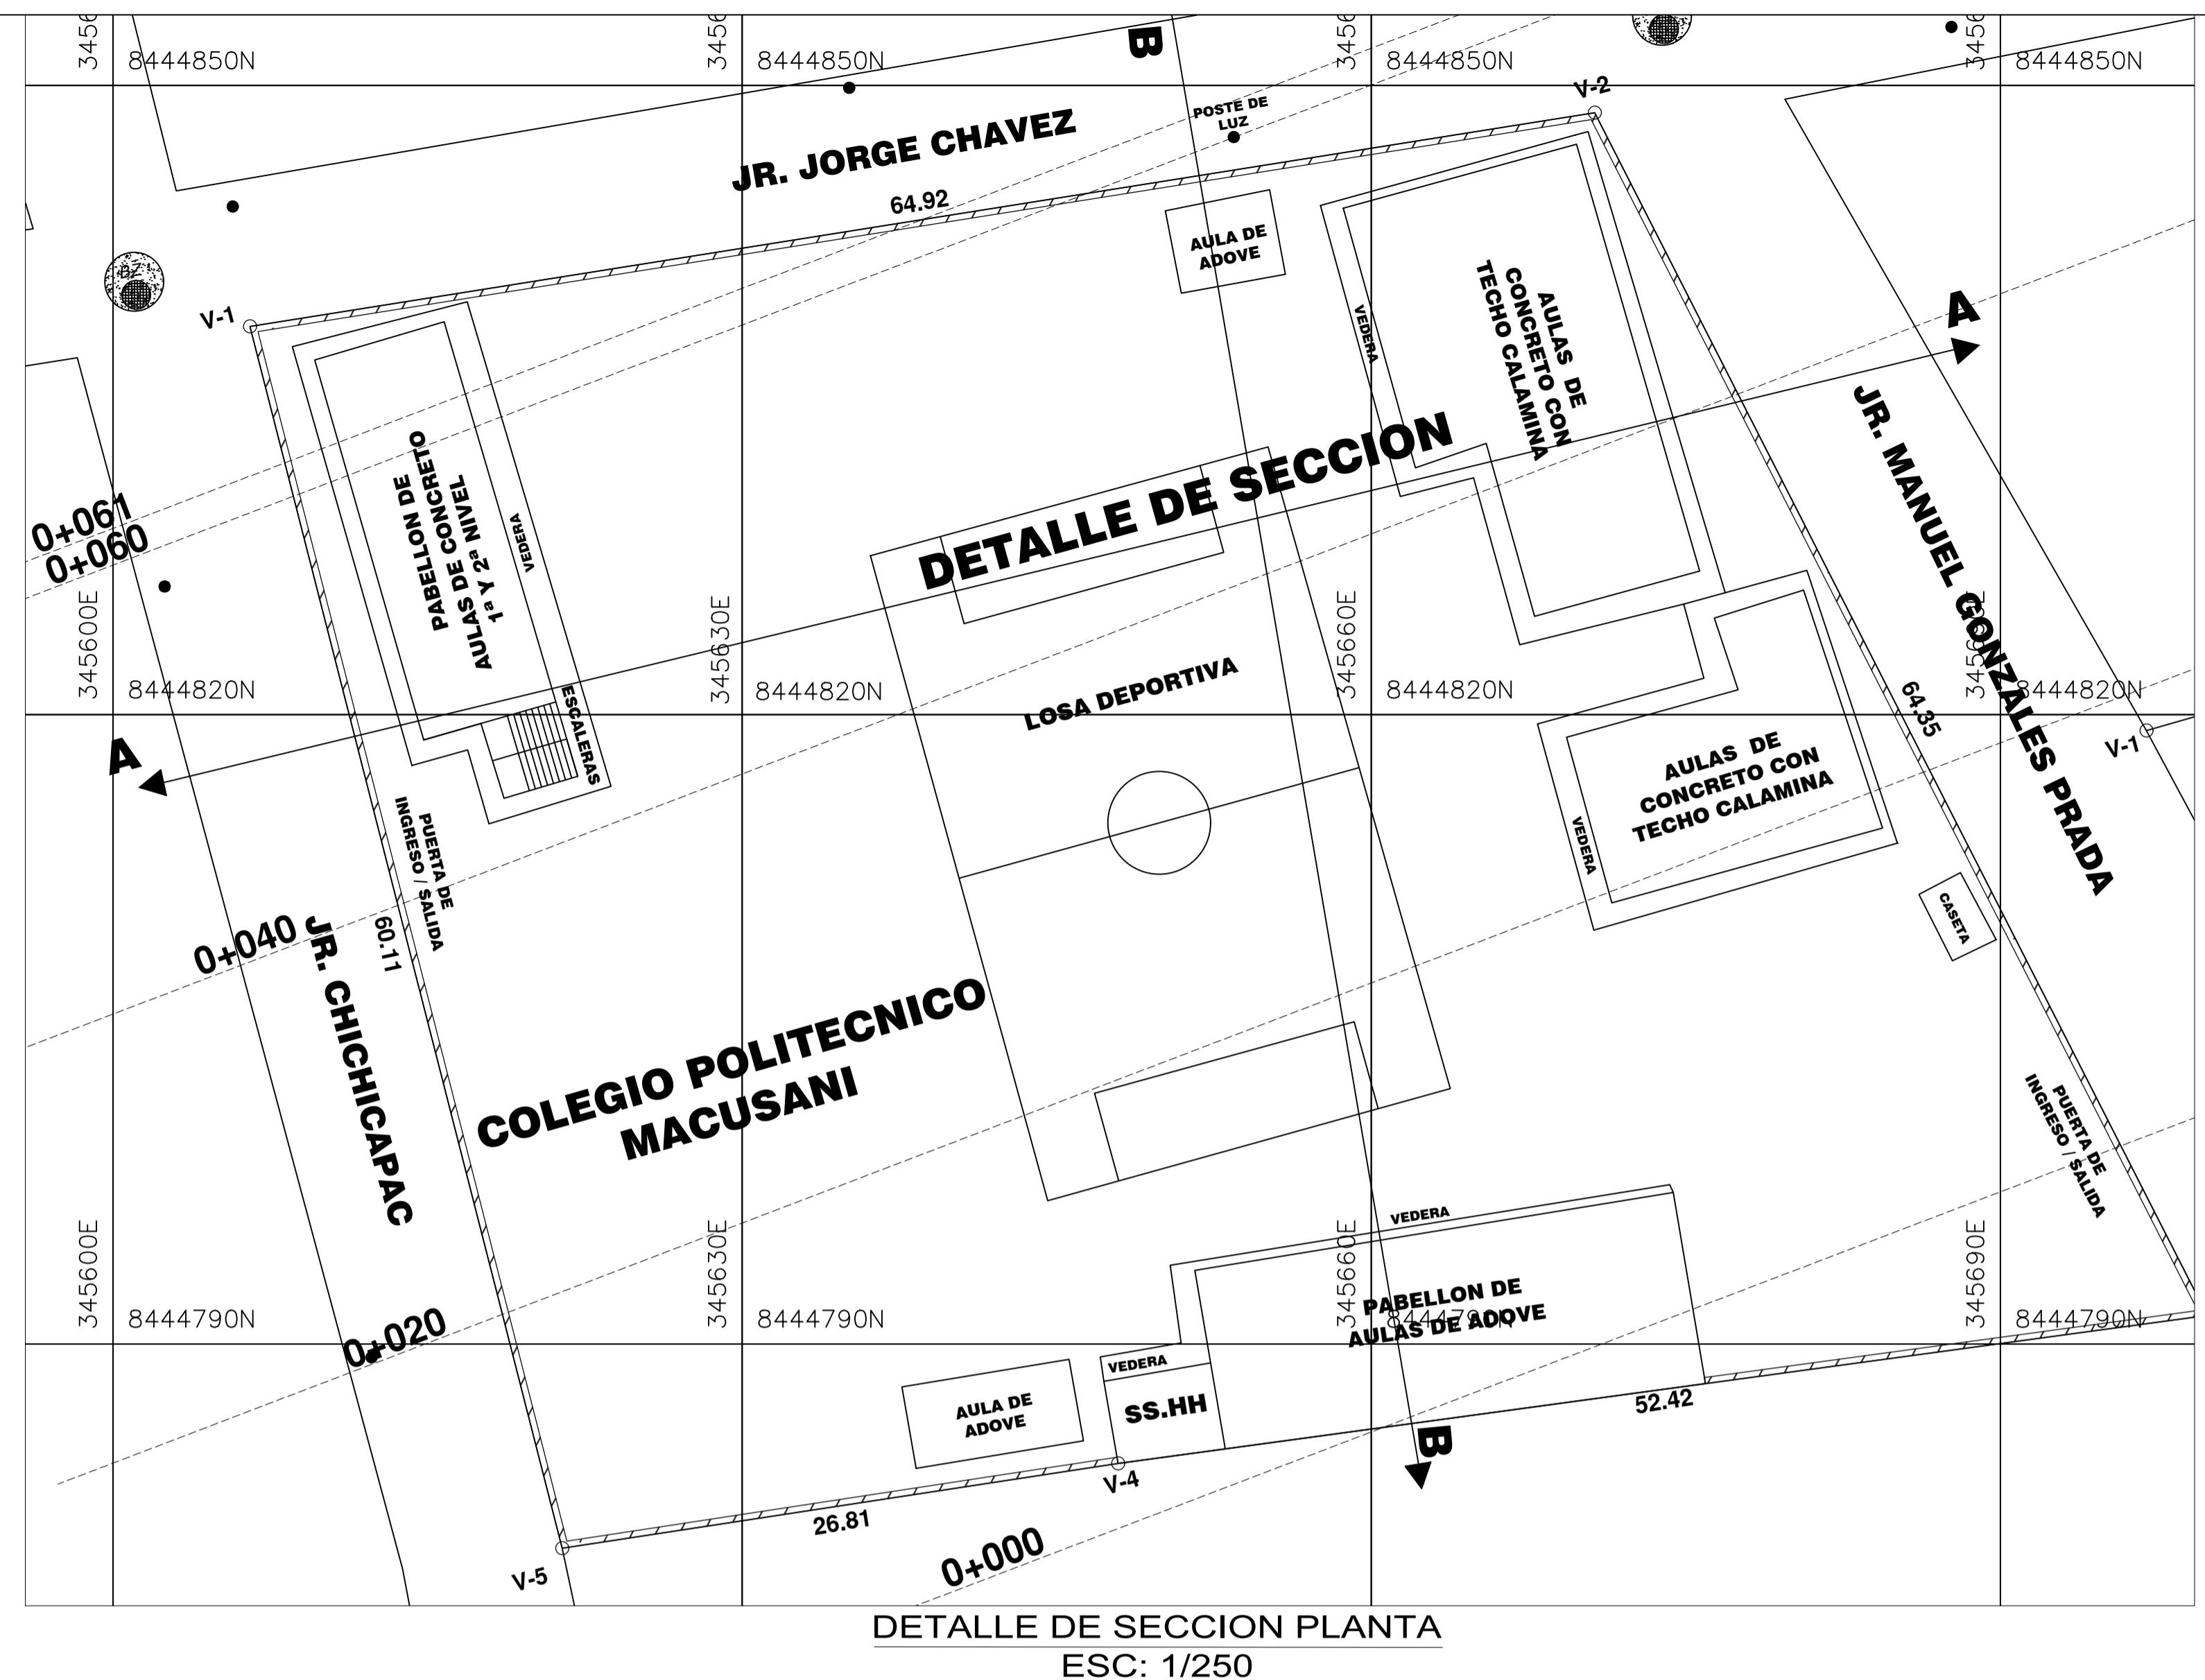 8444850N
8444850N
8444850N
8444850N
B
V-2
POSTE DE
LUZ
JR. JORGE CHAVEZ
64.92
AULA DE
ADOVE
BZ
V-1
VEDERA
AULAS DE
CONCRETO CON
TECHO CALAMINA
A
DETALLE DE SECCION
PABELLON DE
AULAS DE CONCRETO
1ª Y 2ª NIVEL
VEDERA
0+061
0+060
JR. MANUEL GONZALES PRADA
345600E
345630E
345660E
8444820N
8444820N
8444820N
8444820N
LOSA DEPORTIVA
ESCALERAS
64.35
V-1
A
AULAS DE
CONCRETO CON
TECHO CALAMINA
VEDERA
PUERTA DE
INGRESO / SALIDA
60.11
CASETA
0+040
JR. CHICHICAPAC
COLEGIO POLITECNICO
MACUSANI
PUERTA DE
INGRESO / SALIDA
VEDERA
345600E
345630E
345660E
345690E
8444790N
8444790N
8444790N
8444790N
PABELLON DE
AULAS DE ADOVE
0+020
VEDERA
SS.HH
AULA DE
ADOVE
52.42
B
V-4
26.81
0+000
V-5
DETALLE DE SECCION PLANTA
ESC: 1/250